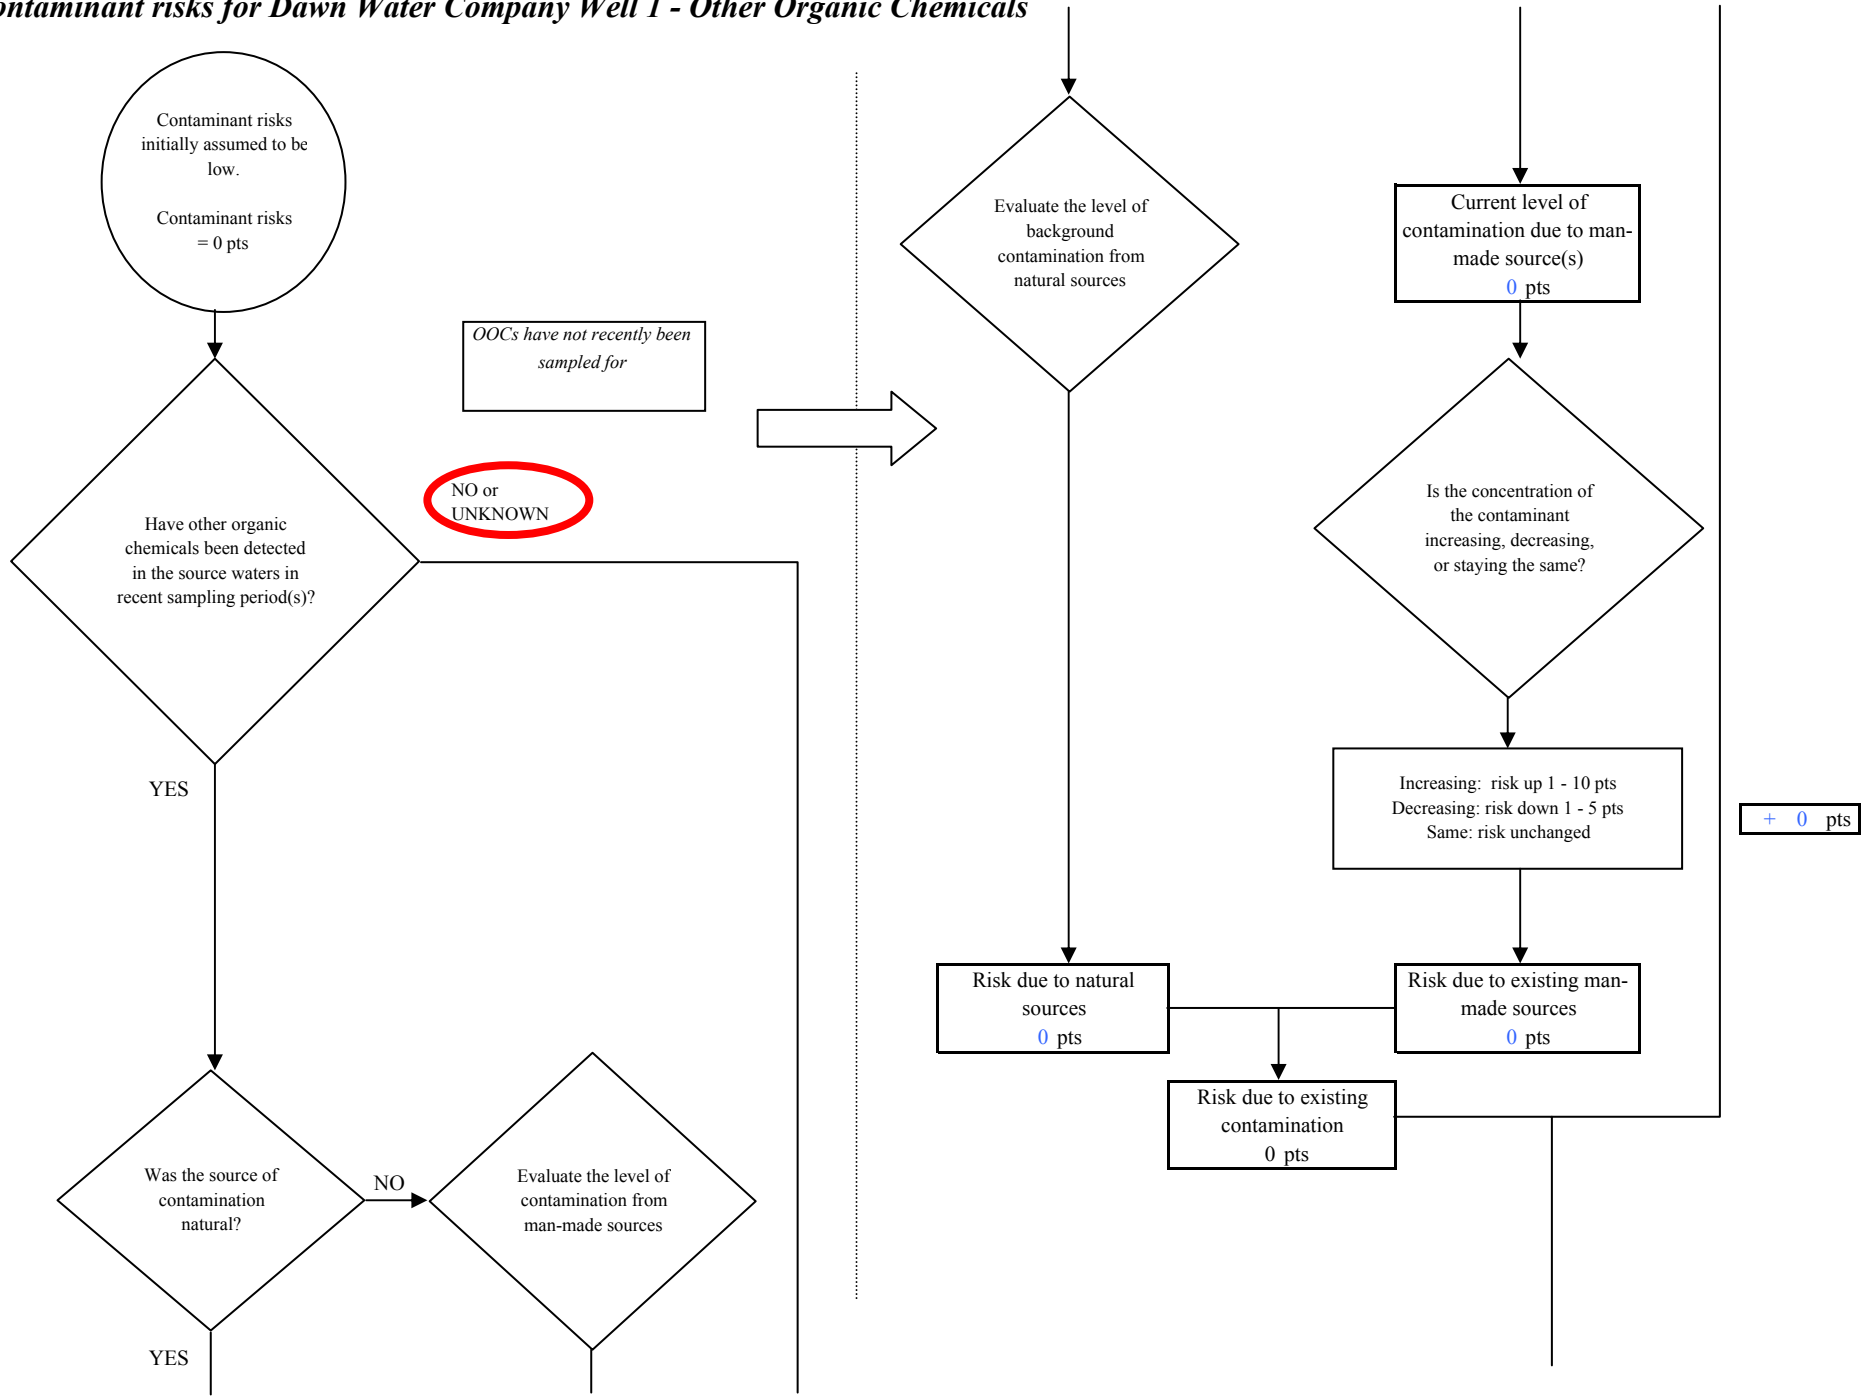 ontaminant risks for Dawn Water Company Well 1 - Other Organic Chemicals
Contaminant risks
initially assumed to be
low.
Contaminant risks
= 0 pts
OOCs have not recently been
sampled for
NO or
UNKNOWN
Have other organic
chemicals been detected
in the source waters in
recent sampling period(s)?
YES
Was the source of
contamination
natural?
NO
Evaluate the level of
contamination from
man-made sources
YES
Evaluate the level of
background
contamination from
natural sources
Current level of
contamination due to man-
made source(s)
0 pts
Is the concentration of
the contaminant
increasing, decreasing,
or staying the same?
Increasing: risk up 1 - 10 pts
Decreasing: risk down 1 - 5 pts
Same: risk unchanged
+ 0 pts
Risk due to natural
sources
0 pts
Risk due to existing man-
made sources
0 pts
Risk due to existing
contamination
0 pts